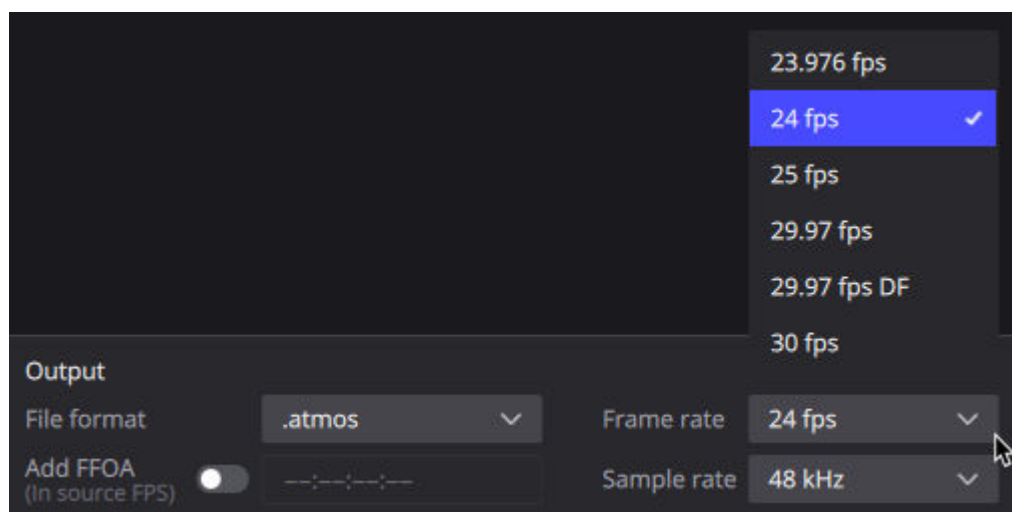 23.976 fps
24 fps
25 fps
29.97 fps
29.97 fps DF
30 fps
Output
File format .atmos Frame rate 24 fps
Add FFOA
(In source FPS) --:--:--:-- Sample rate 48 kHz